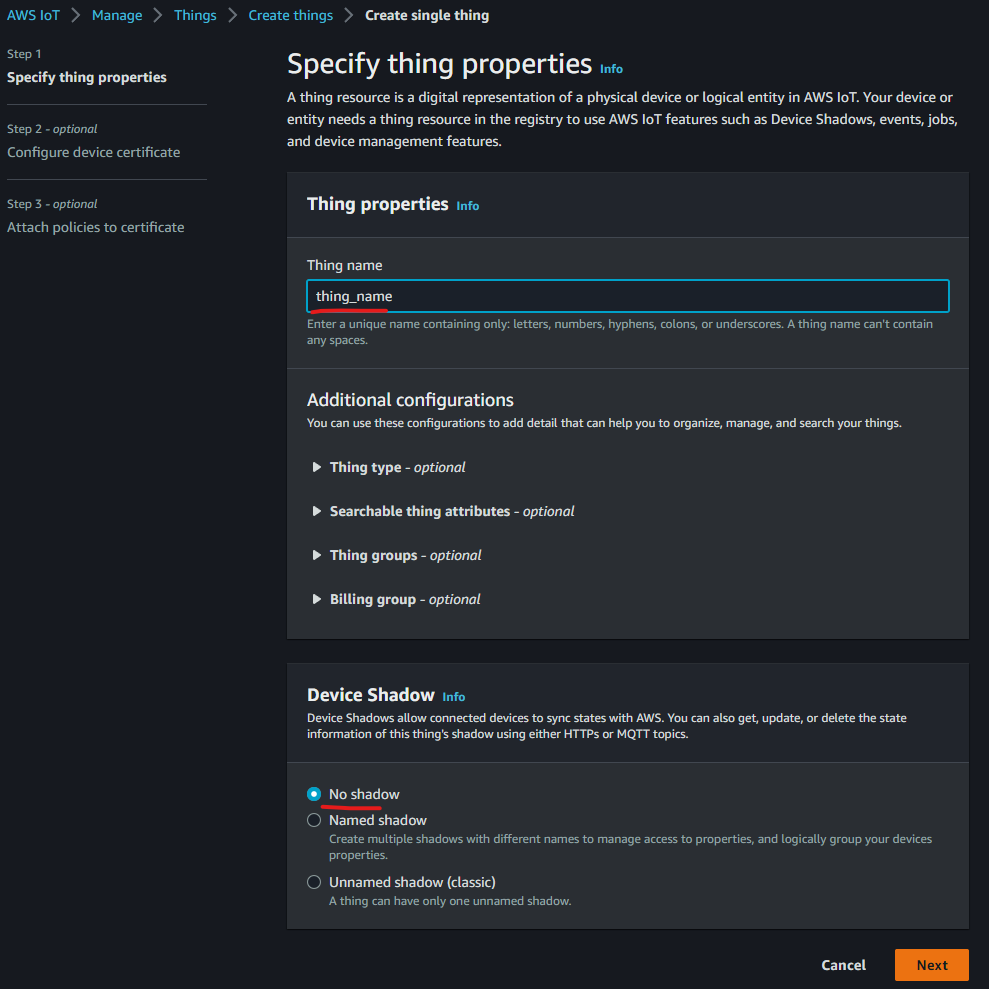 AWS IoT > Manage > Things > Create things > Create single thing
Step 1
Specify thing properties
Step 2 - optional
Configure device certificate
Step 3 - optional
Attach policies to certificate
Specify thing properties Info
A thing resource is a digital representation of a physical device or logical entity in AWS IoT. Your device or
entity needs a thing resource in the registry to use AWS IoT features such as Device Shadows, events, jobs,
and device management features.
Thing properties Info
Thing name
thing_name
Enter a unique name containing only: letters, numbers, hyphens, colons, or underscores. A thing name can't contain
any spaces.
Additional configurations
You can use these configurations to add detail that can help you to organize, manage, and search your things.
Thing type - optional
Searchable thing attributes - optional
Thing groups - optional
Billing group - optional
Device Shadow Info
Device Shadows allow connected devices to sync states with AWS. You can also get, update, or delete the state
information of this thing's shadow using either HTTPs or MQTT topics.
No shadow
Named shadow
Create multiple shadows with different names to manage access to properties, and logically group your devices
properties.
Unnamed shadow (classic)
A thing can have only one unnamed shadow.
Cancel Next